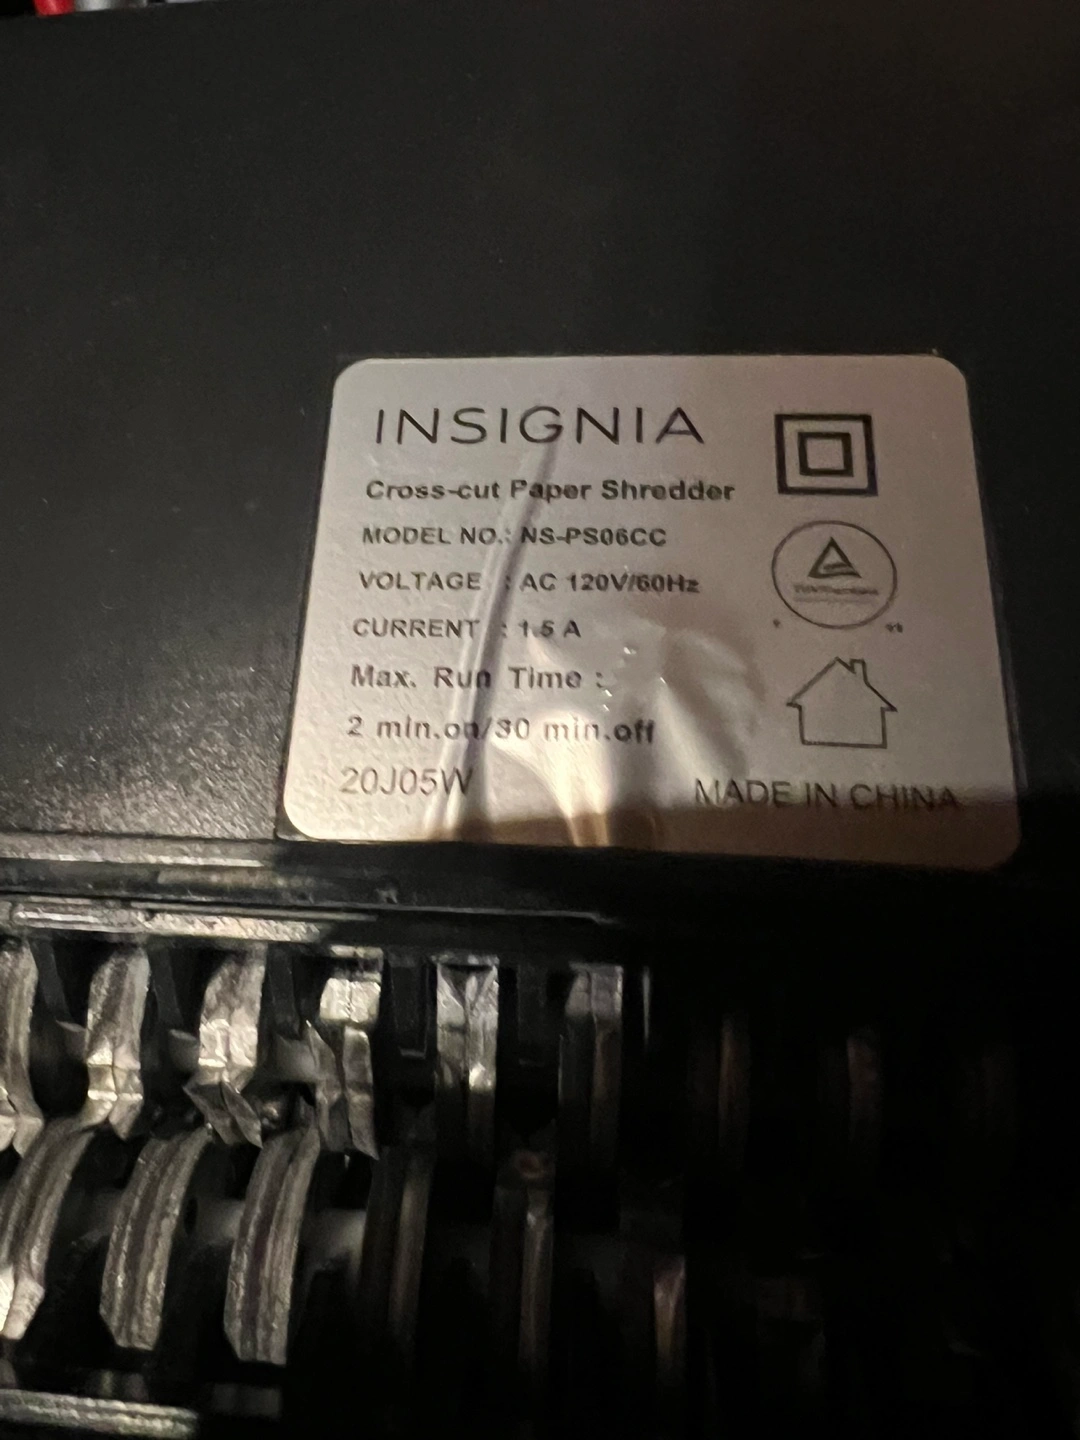 INSIGNIA
Cross-cut Paper Shredder
MODEL NO.: NS-PS06CC
VOLTAGE : AC 120V/60Hz
CURRENT : 1.5 A
Max. Run Time :
2 min.on/30 min.off
20J05W
MADE IN CHINA